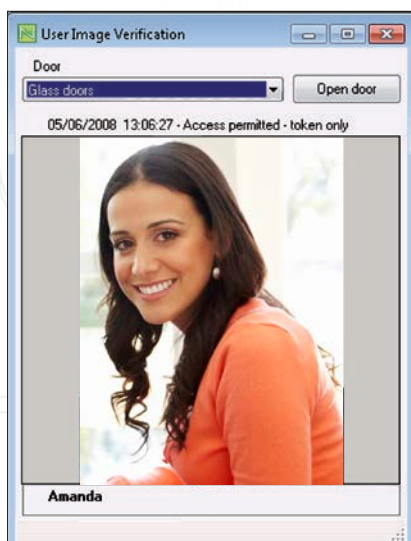 User Image Verification
Door
Glass doors
Open door
05/06/2008 13:06:27 - Access permitted - token only
Amanda